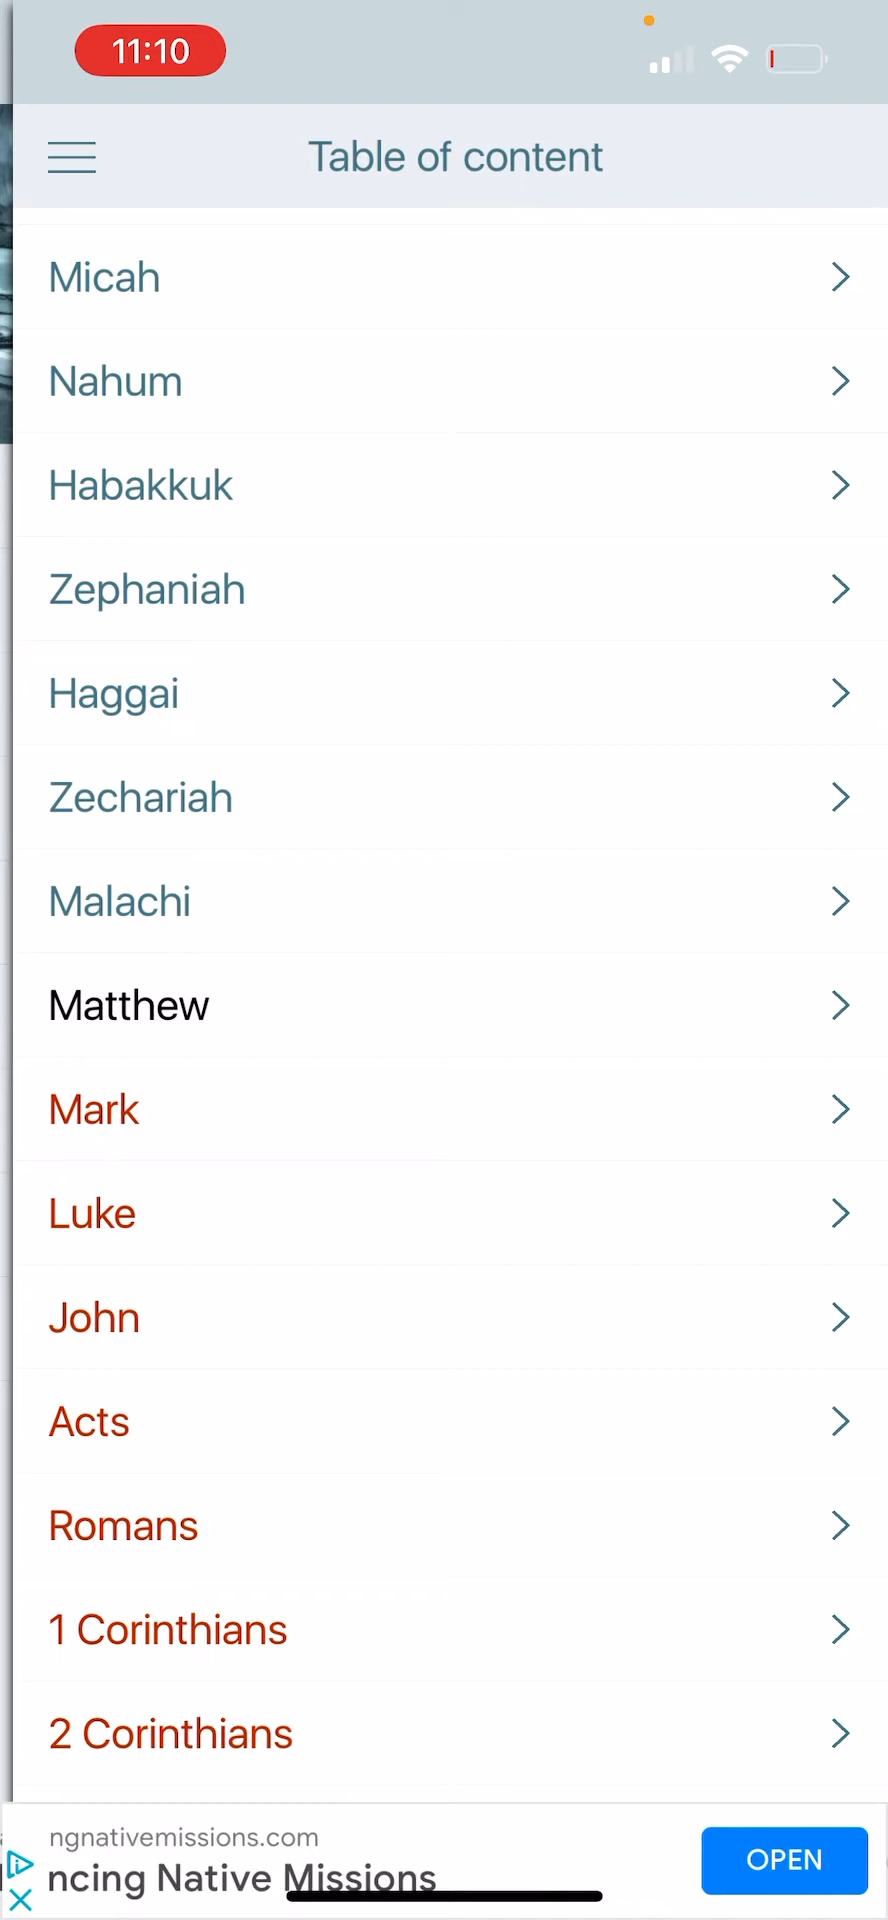 11:10
Table of content
Micah
Nahum
Habakkuk
Zephaniah
Haggai
Zechariah
Malachi
Matthew
Mark
Luke
John
Acts
Romans
1 Corinthians
2 Corinthians
ngnativemissions.com
ncing Native Missions
OPEN